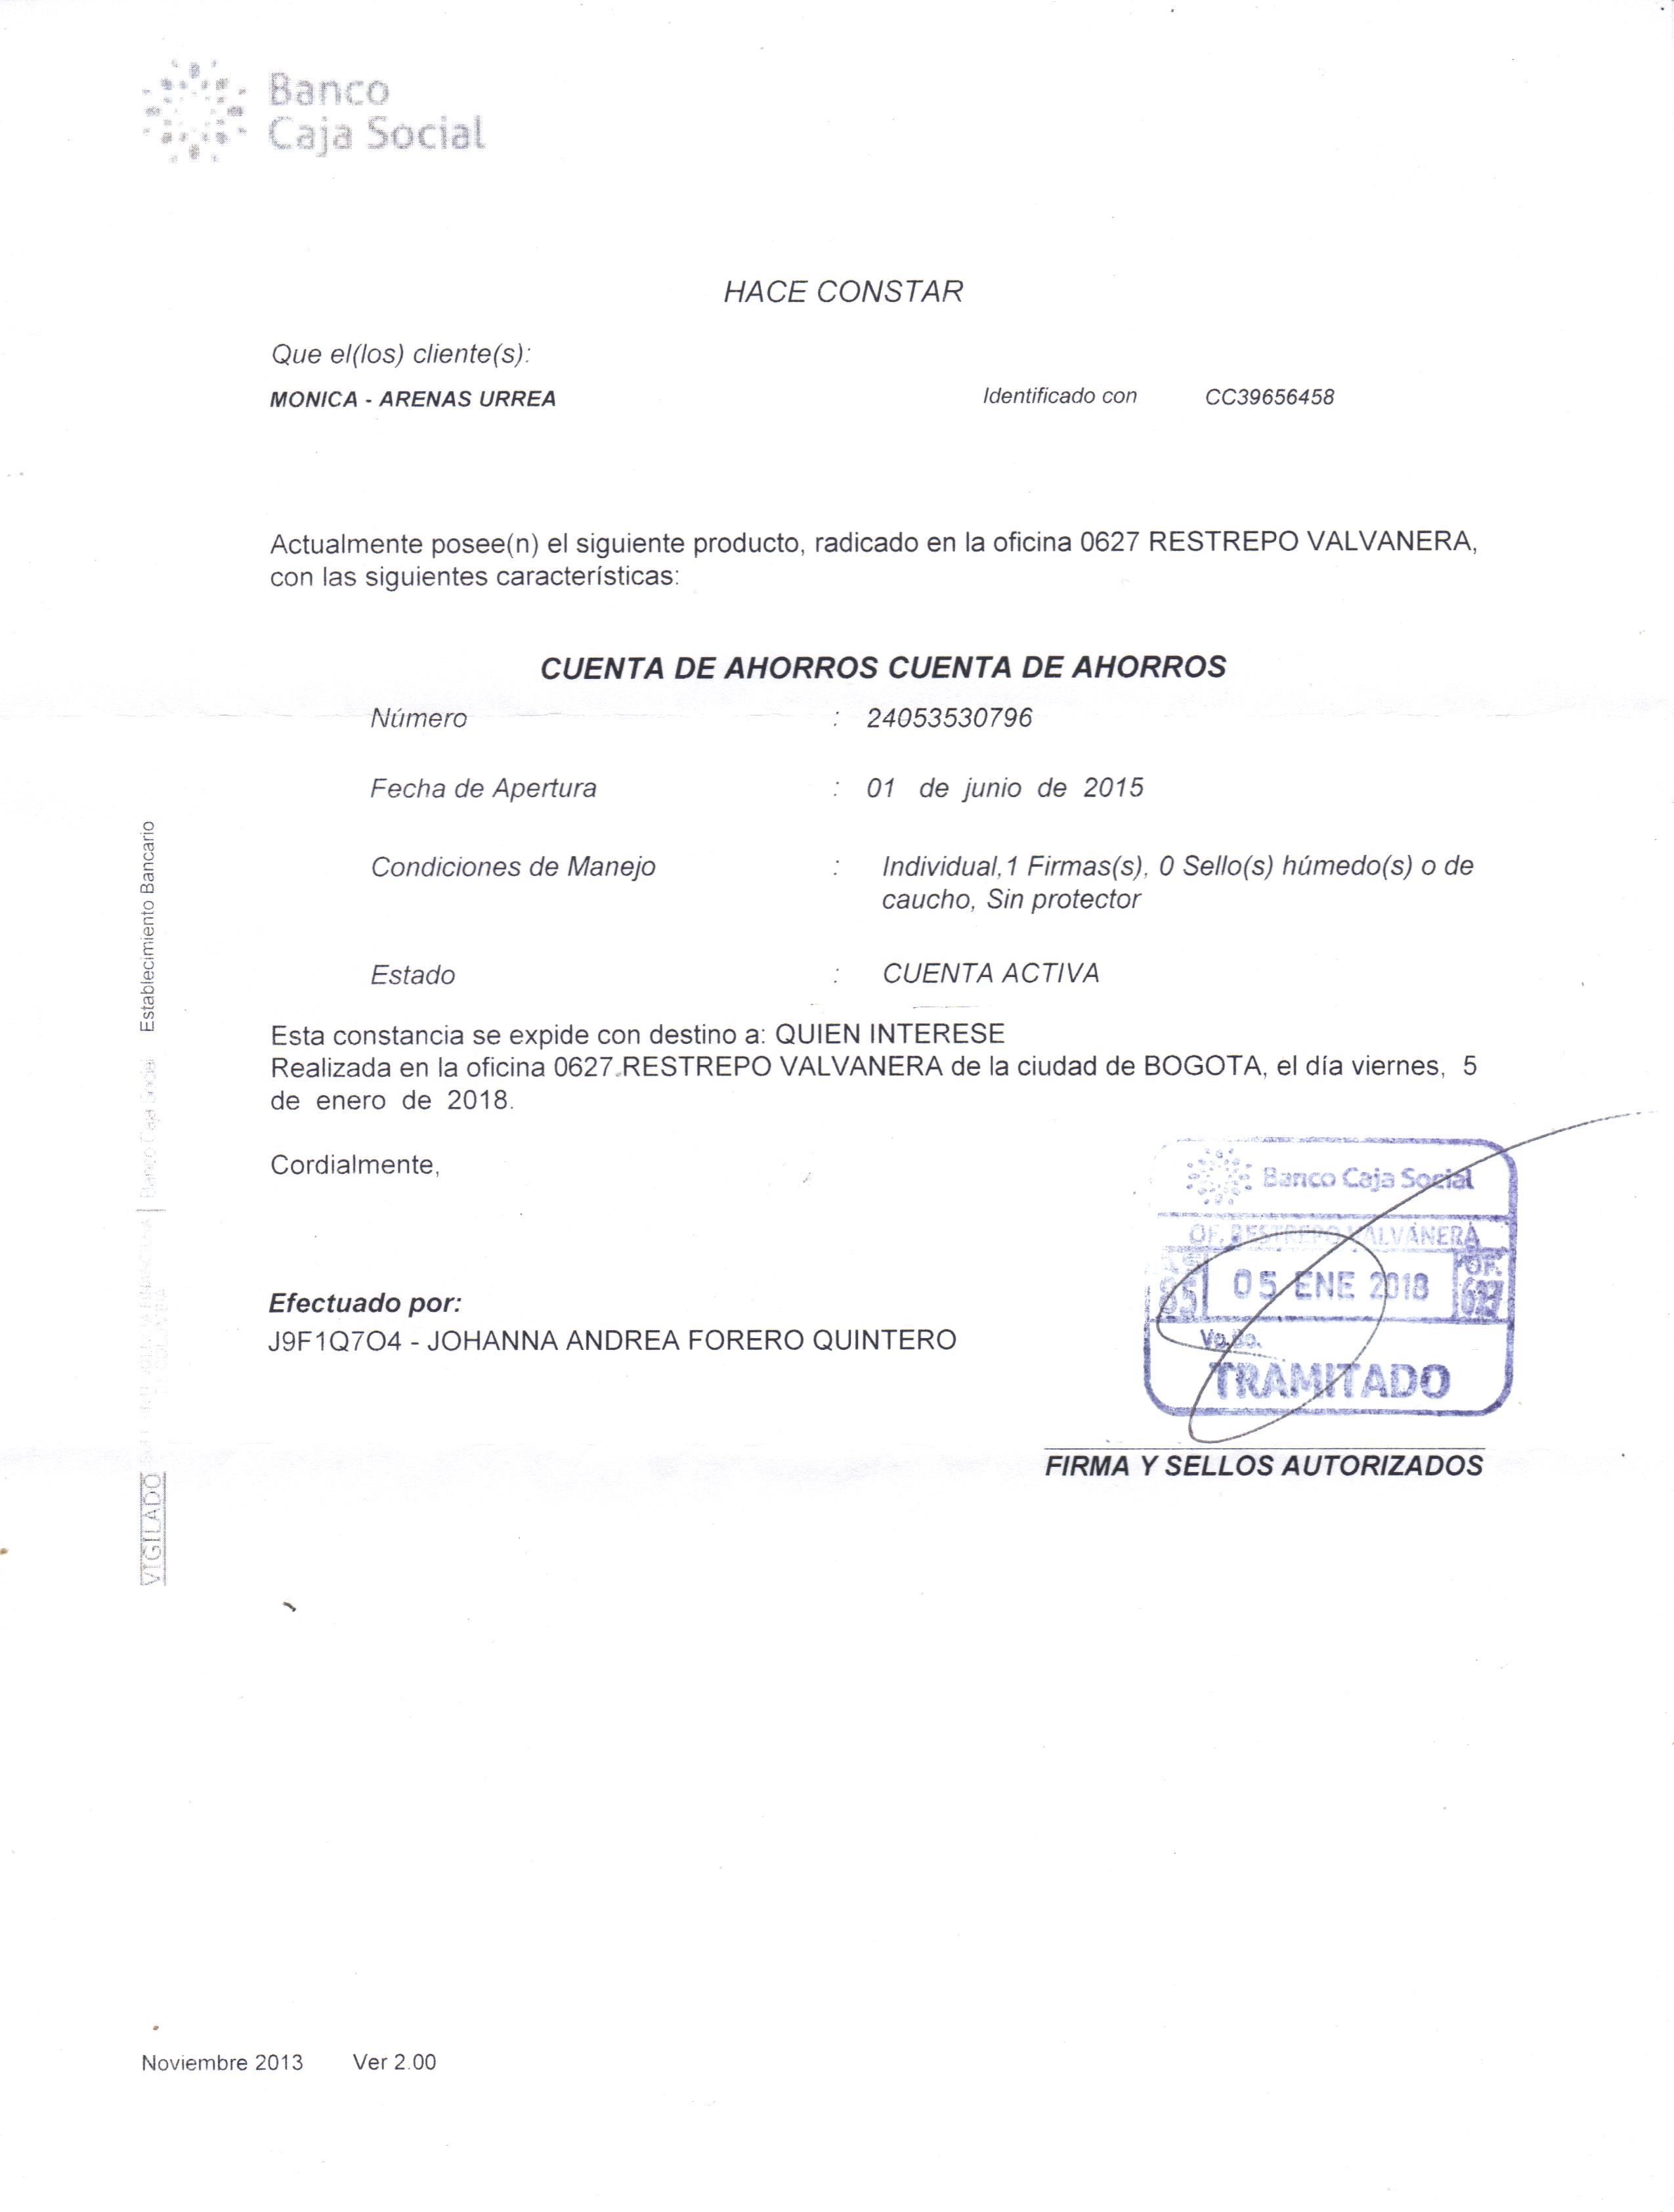 Banco
Caja Social
HACE CONSTAR
Que el(los) cliente(s):
MONICA - ARENAS URREA Identificado con CC39656458
Actualmente posee(n) el siguiente producto, radicado en la oficina 0627 RESTREPO VALVANERA,
con las siguientes características:
CUENTA DE AHORROS CUENTA DE AHORROS
Número : 24053530796
Fecha de Apertura : 01 de junio de 2015
Condiciones de Manejo : Individual,1 Firmas(s), 0 Sello(s) húmedo(s) o de
caucho, Sin protector
Estado : CUENTA ACTIVA
Esta constancia se expide con destino a: QUIEN INTERESE
Realizada en la oficina 0627 RESTREPO VALVANERA de la ciudad de BOGOTA, el día viernes, 5
de enero de 2018.
Cordialmente,
Banco Caja Social
OF. RESTREPO VALVANERA
05 ENE 2018
OF.
Vo.Bo.
TRAMITADO
Efectuado por:
J9F1Q7O4 - JOHANNA ANDREA FORERO QUINTERO
FIRMA Y SELLOS AUTORIZADOS
VIGILADO
Banco Caja Social
Establecimiento Bancario
Noviembre 2013 Ver 2.00